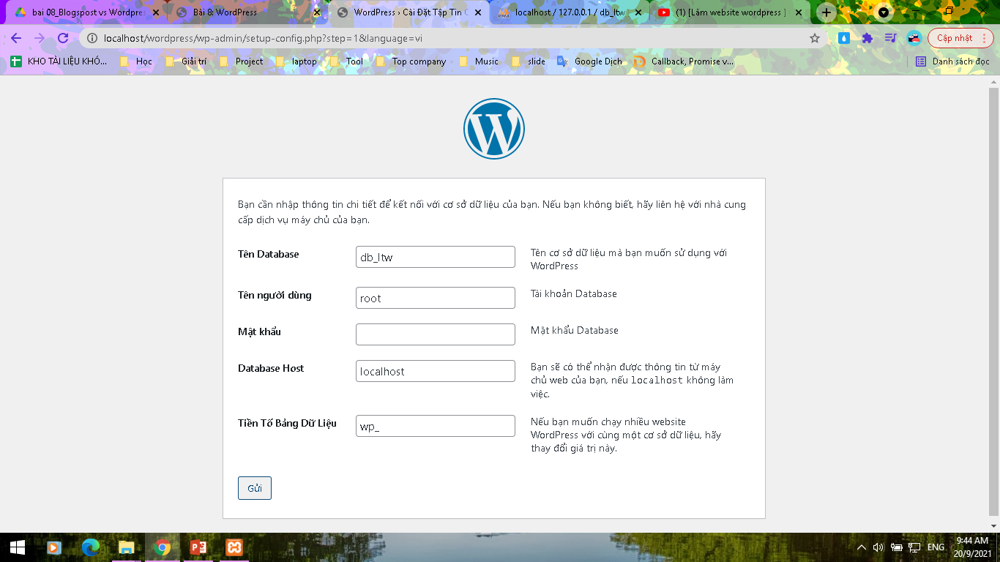 bai 08_Blogspot vs Wordpres
Bài 8: WordPress
WordPress › Cài Đặt Tập Tin C
localhost / 127.0.0.1 / db_ltw
(1) [Làm website wordpress ]
localhost/wordpress/wp-admin/setup-config.php?step=1&language=vi
Cập nhật
KHO TÀI LIỆU KHÓ...
Học
Giải trí
Project
laptop
Tool
Top company
Music
slide
Google Dịch
Callback, Promise v...
Danh sách đọc
Bạn cần nhập thông tin chi tiết để kết nối với cơ sở dữ liệu của bạn. Nếu bạn không biết, hãy liên hệ với nhà cung
cấp dịch vụ máy chủ của bạn.
Tên Database
db_ltw
Tên cơ sở dữ liệu mà bạn muốn sử dụng với
WordPress
Tên người dùng
root
Tài khoản Database
Mật khẩu
Mật khẩu Database
Database Host
localhost
Bạn sẽ có thể nhận được thông tin từ máy
chủ web của bạn, nếu localhost không làm
việc.
Tiền Tố Bảng Dữ Liệu
wp_
Nếu bạn muốn chạy nhiều website
WordPress với cùng một cơ sở dữ liệu, hãy
thay đổi giá trị này.
Gửi
ENG
9:44 AM
20/9/2021